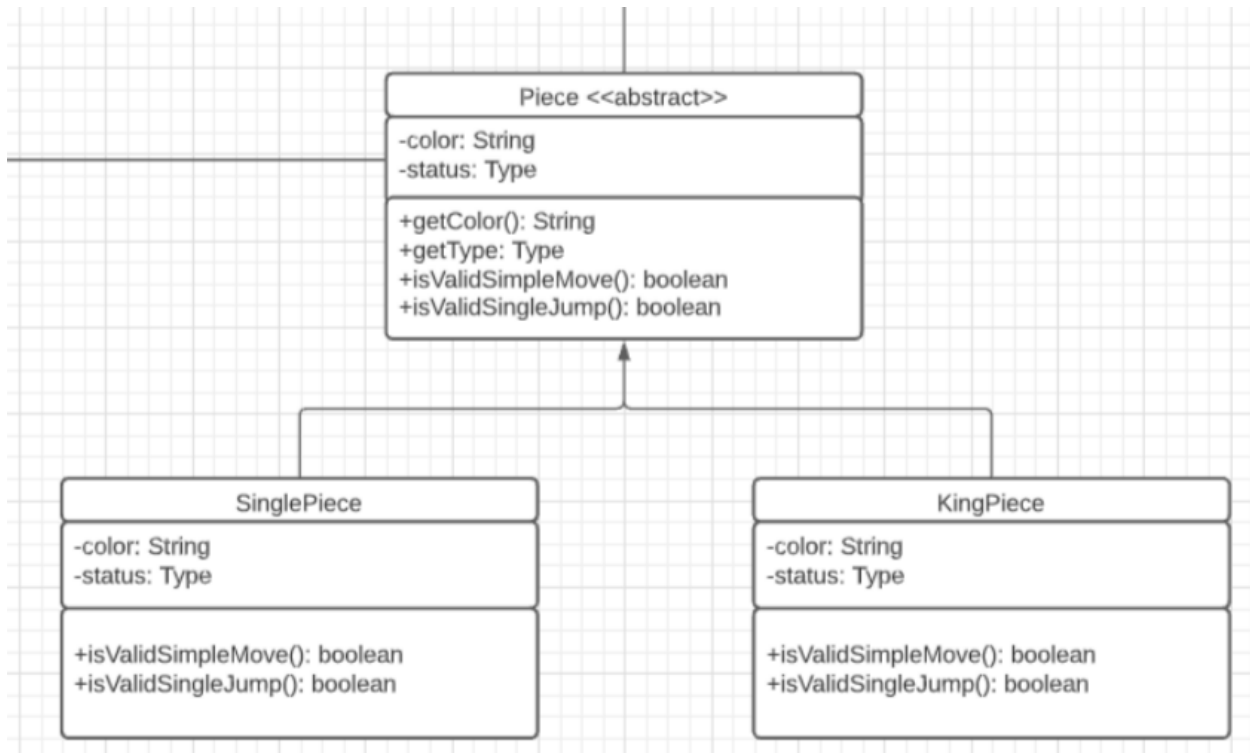 Piece <<abstract>>
-color: String
-status: Type
+getColor(): String
+getType: Type
+isValidSimpleMove(): boolean
+isValidSingleJump(): boolean
SinglePiece
-color: String
-status: Type
+isValidSimpleMove(): boolean
+isValidSingleJump(): boolean
KingPiece
-color: String
-status: Type
+isValidSimpleMove(): boolean
+isValidSingleJump(): boolean